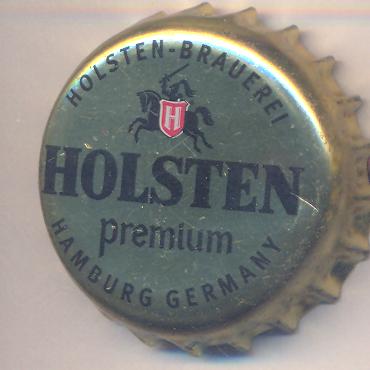 HOLSTEN-BRAUEREI
H
HOLSTEN
premium
HAMBURG GERMANY